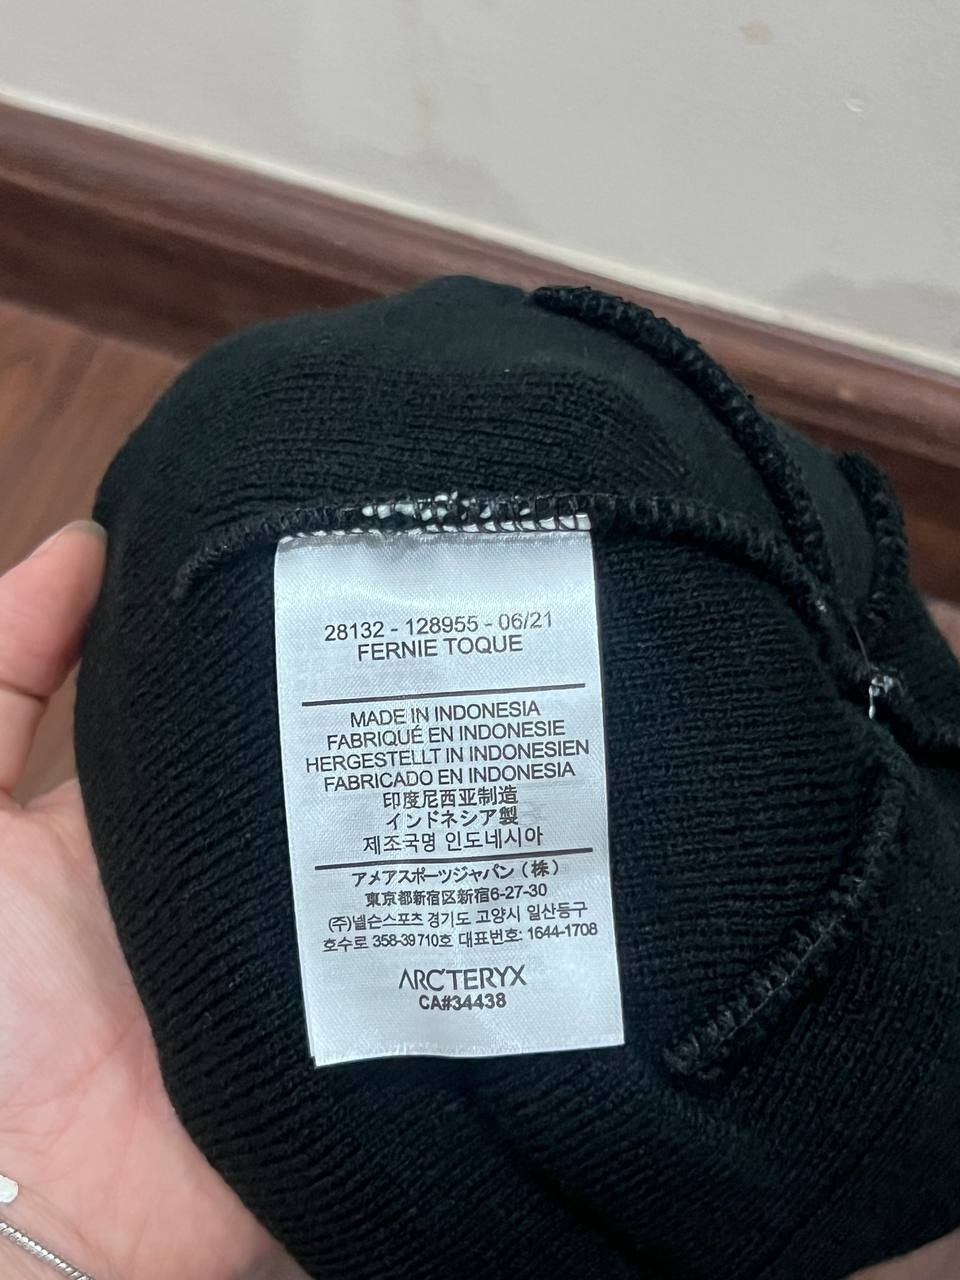 28132 - 128955 - 06/21
FERNIE TOQUE
MADE IN INDONESIA
FABRIQUÉ EN INDONESIE
HERGESTELLT IN INDONESIEN
FABRICADO EN INDONESIA
印度尼西亚制造
インドネシア製
제조국명 인도네시아
アメアスポーツジャパン（株）
東京都新宿区新宿6-27-30
(주)넬슨스포츠 경기도 고양시 일산동구
호수로 358-39 710호 대표번호: 1644-1708
ARC'TERYX
CA#34438